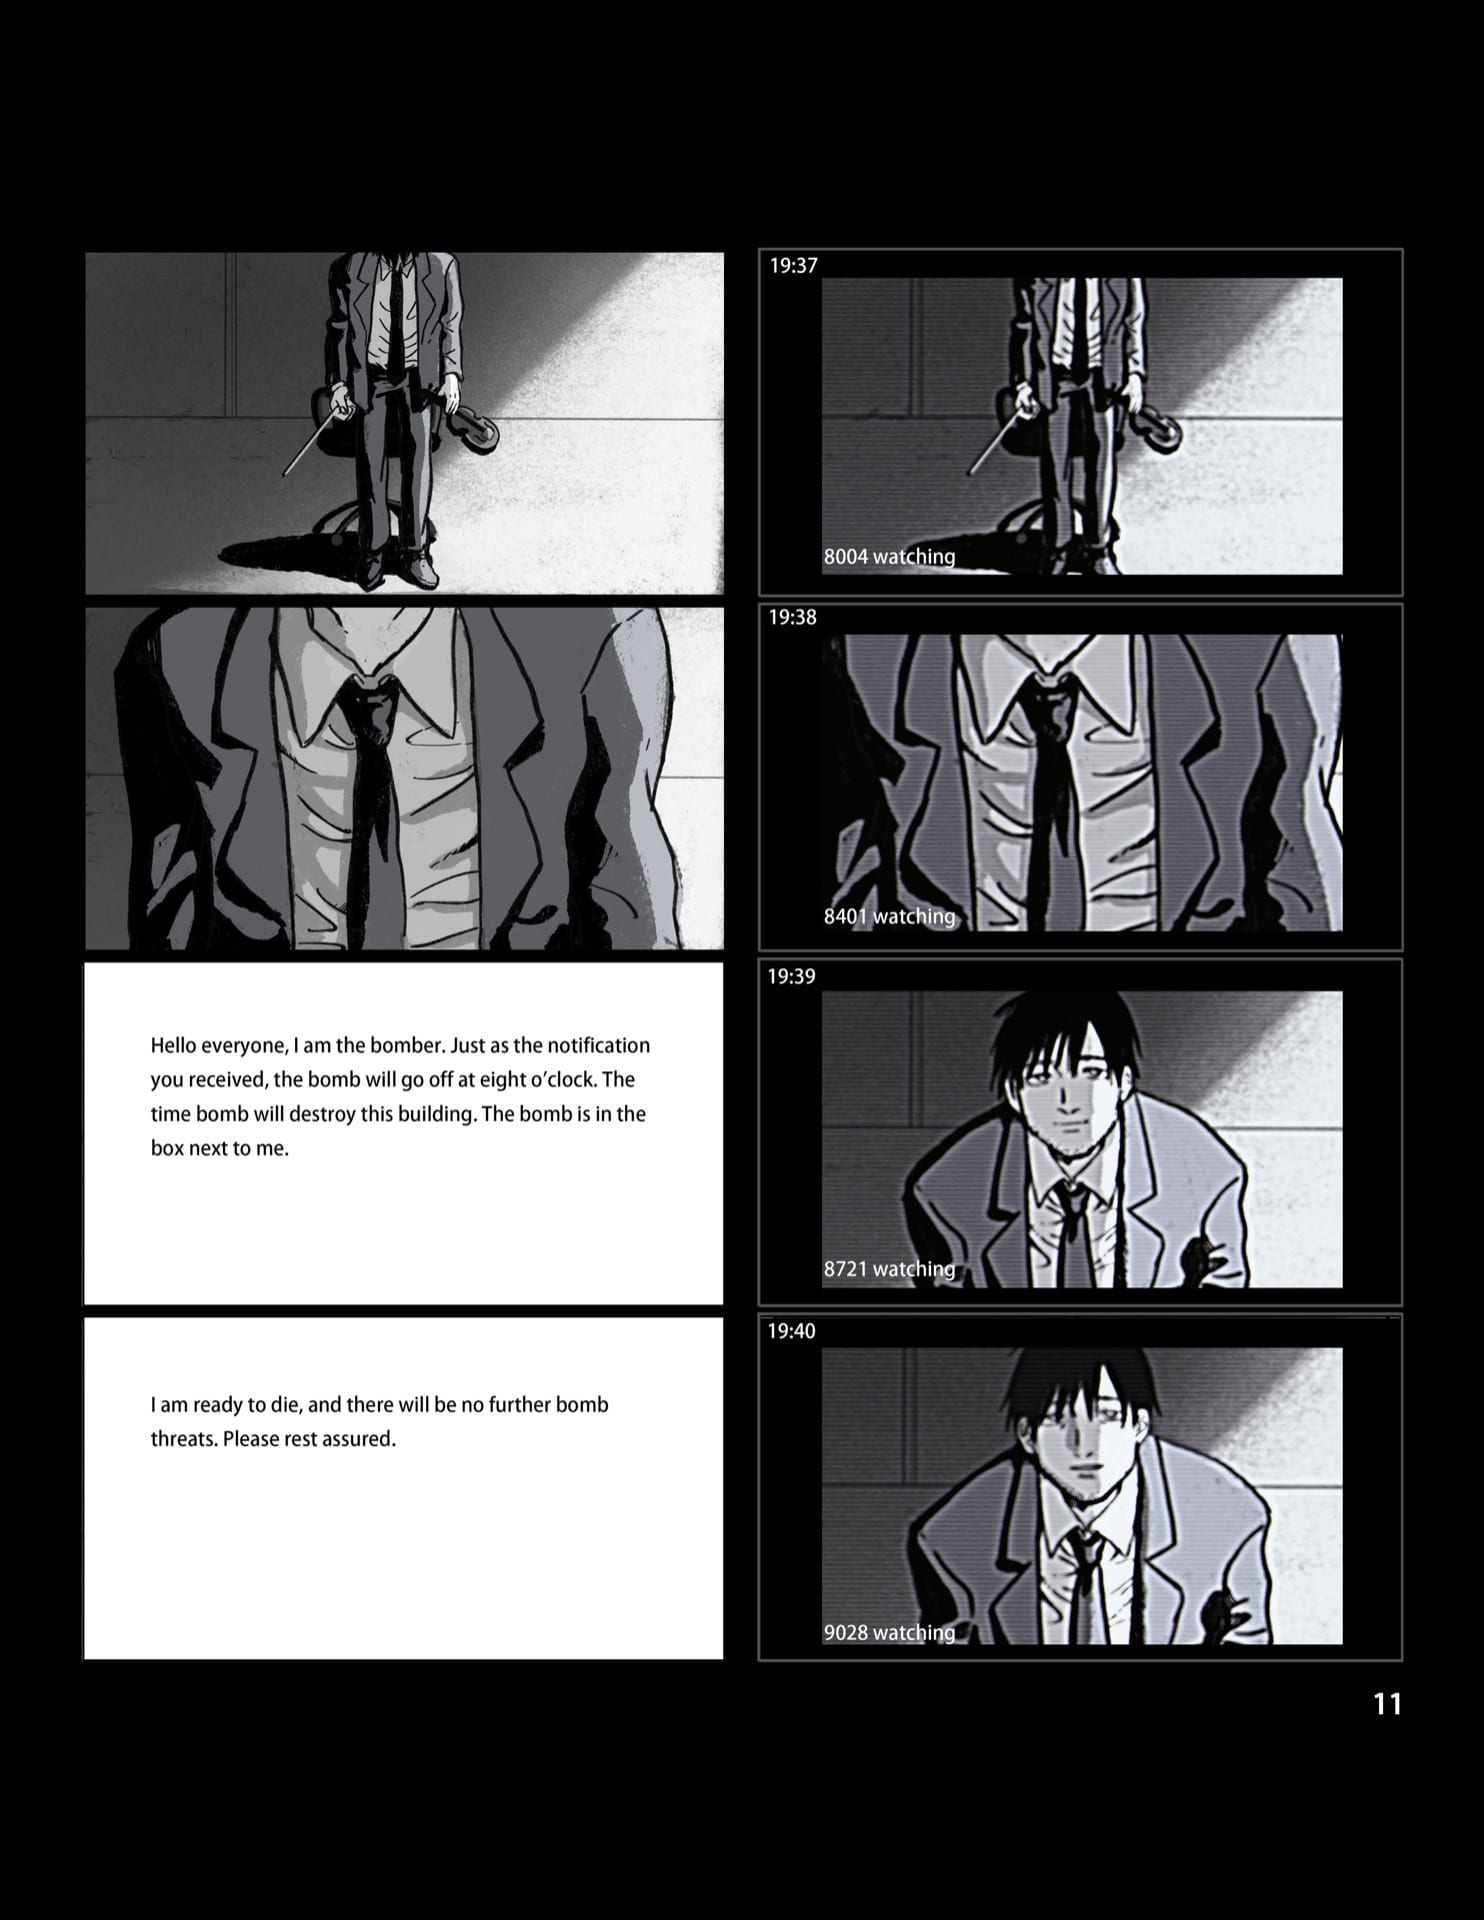 19:37
8004 watching
19:38
8401 watching
Hello everyone, I am the bomber. Just as the notification
you received, the bomb will go off at eight o’clock. The
time bomb will destroy this building. The bomb is in the
box next to me.
19:39
8721 watching
I am ready to die, and there will be no further bomb
threats. Please rest assured.
19:40
9028 watching
11